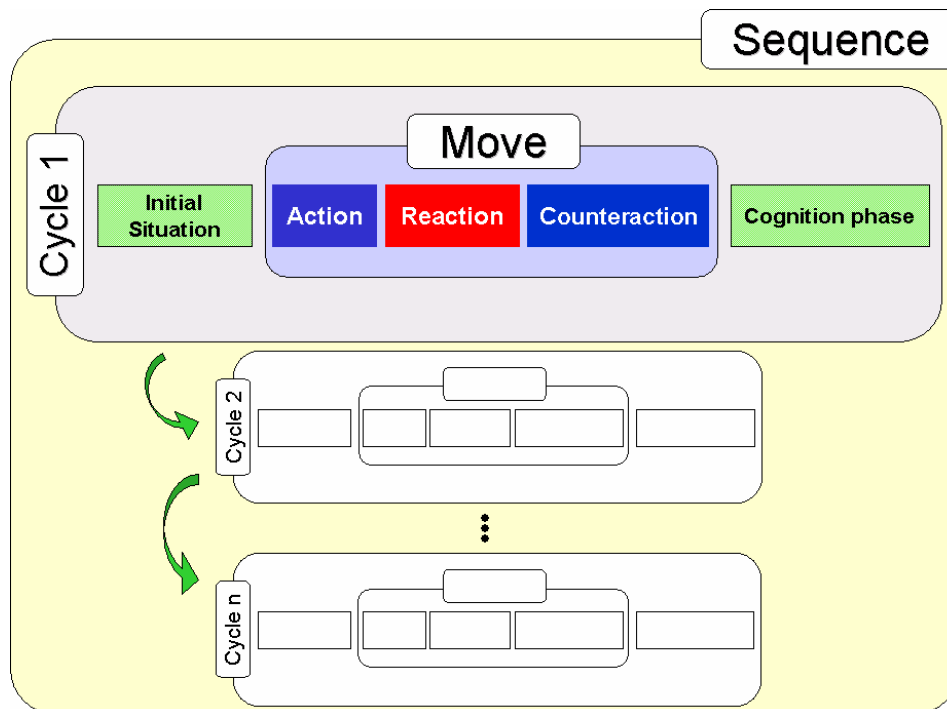 Sequence
Cycle 1
Move
Initial
Situation
Action
Reaction
Counteraction
Cognition phase
Cycle 2
Cycle n